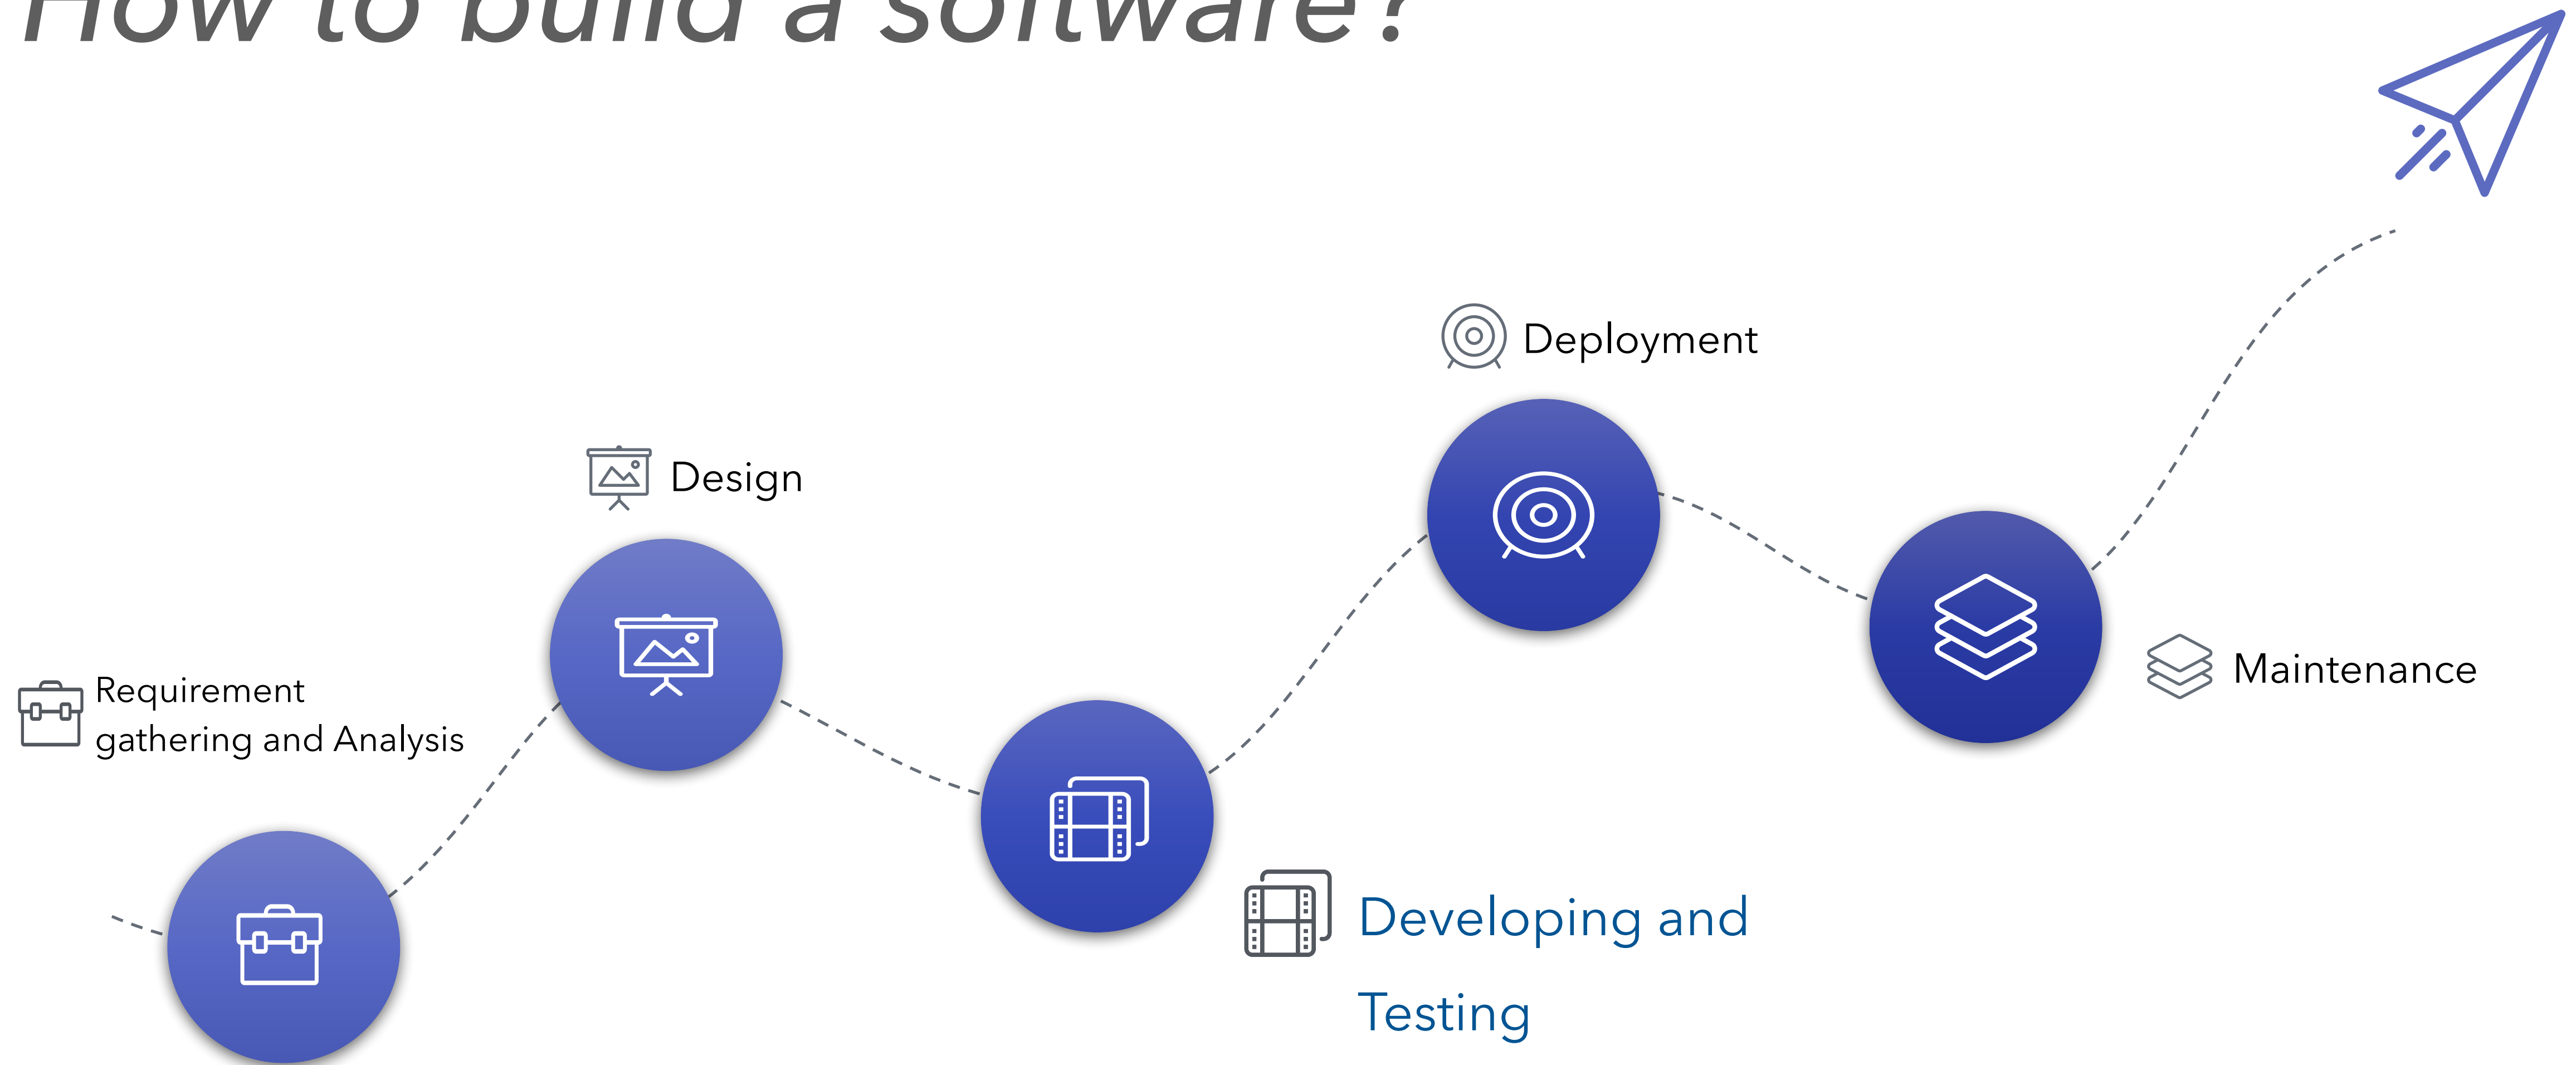 How to build a software?
Deployment
Design
Requirement
gathering and Analysis
Maintenance
Developing and
Testing